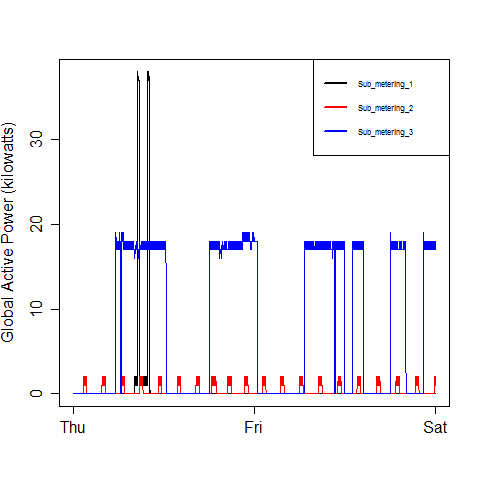 Sub_metering_1
Sub_metering_2
Sub_metering_3
Global Active Power (kilowatts)
30
20
10
0
Thu Fri Sat